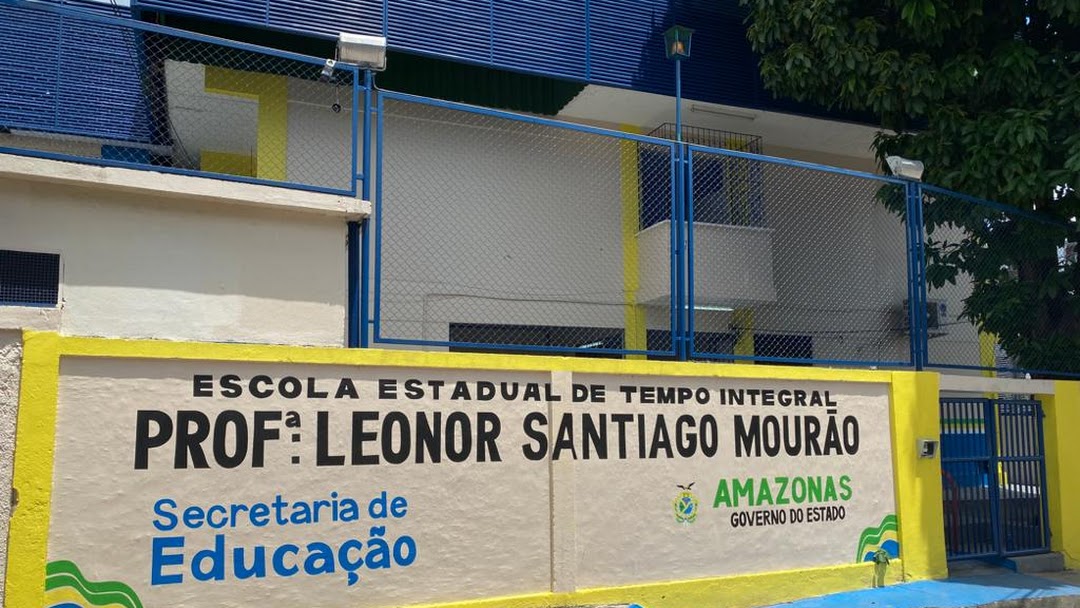 ESCOLA ESTADUAL DE TEMPO INTEGRAL
PROFª: LEONOR SANTIAGO MOURÃO
Secretaria de
Educação
AMAZONAS
GOVERNO DO ESTADO